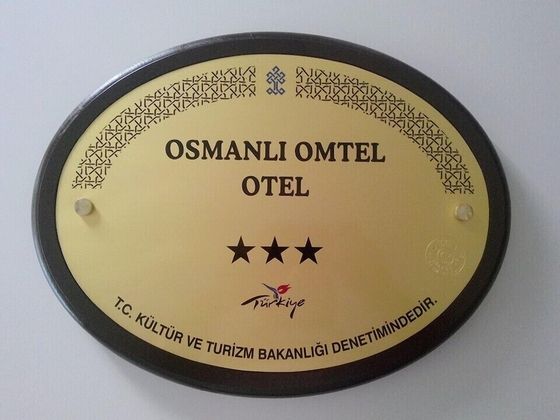 OSMANLI OMTEL
OTEL
Türkiye
T.C. KÜLTÜR VE TURİZM BAKANLIĞI DENETİMİNDEDİR.